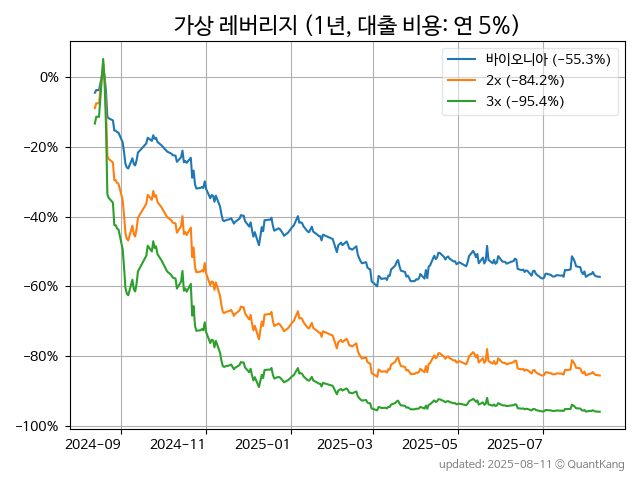 가상 레버리지 (1년, 대출 비용: 연 5%)
바이오니아 (−55.3%)
2x (−84.2%)
3x (−95.4%)
0%
−20%
−40%
−60%
−80%
−100%
2024-09 2024-11 2025-01 2025-03 2025-05 2025-07
updated: 2025-08-11 © QuantKang